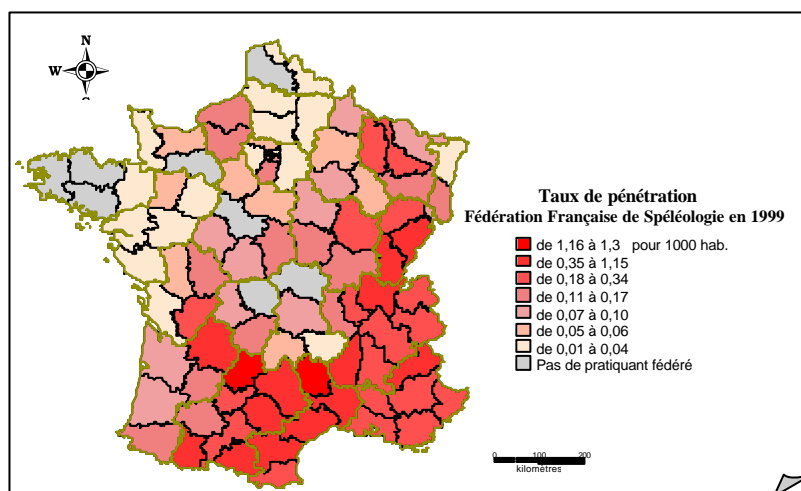 N
W E
Taux de pénétration
Fédération Française de Spéléologie en 1999
de 1,16 à 1,3 pour 1000 hab.
de 0,35 à 1,15
de 0,18 à 0,34
de 0,11 à 0,17
de 0,07 à 0,10
de 0,05 à 0,06
de 0,01 à 0,04
Pas de pratiquant fédéré
0 100 200
kilomètres